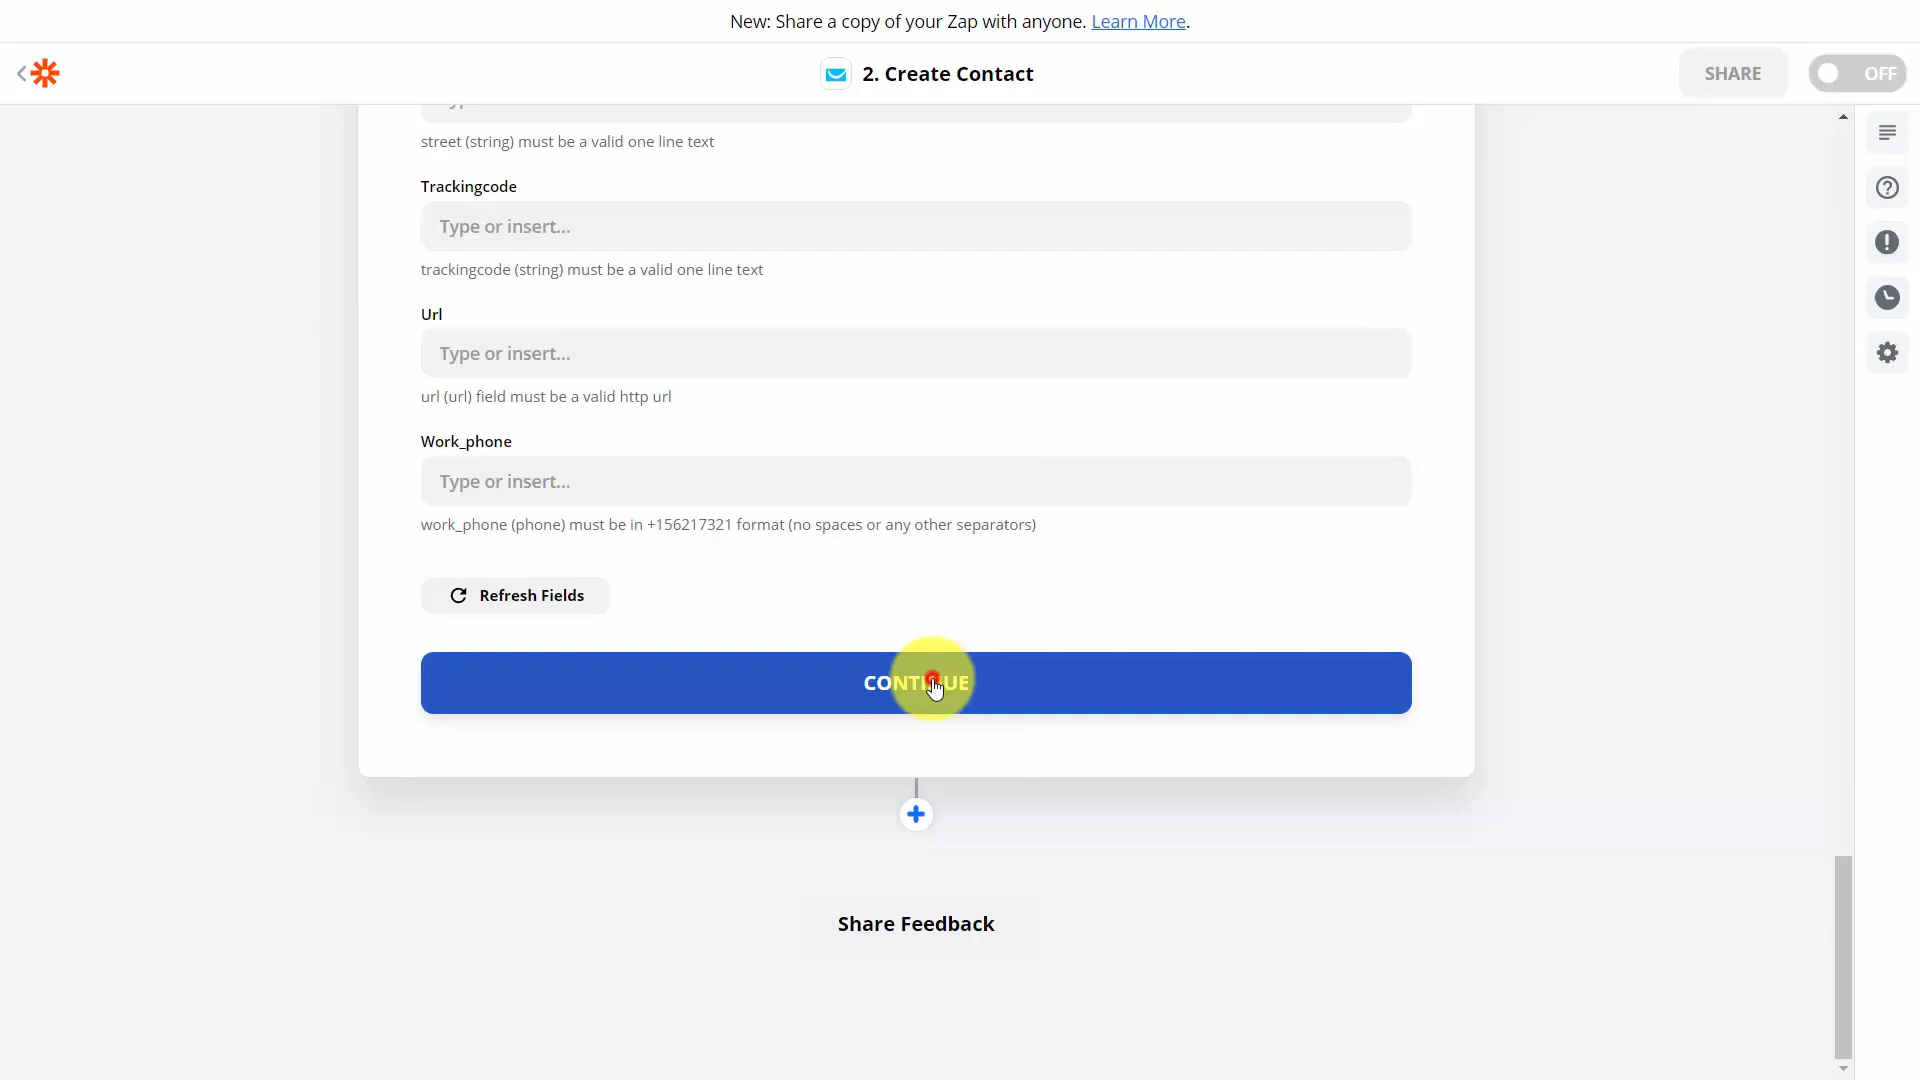 New: Share a copy of your Zap with anyone. Learn More.
2. Create Contact
SHARE
OFF
street (string) must be a valid one line text
Trackingcode
Type or insert...
trackingcode (string) must be a valid one line text
Url
Type or insert...
url (url) field must be a valid http url
Work_phone
Type or insert...
work_phone (phone) must be in +156217321 format (no spaces or any other separators)
Refresh Fields
CONTINUE
Share Feedback